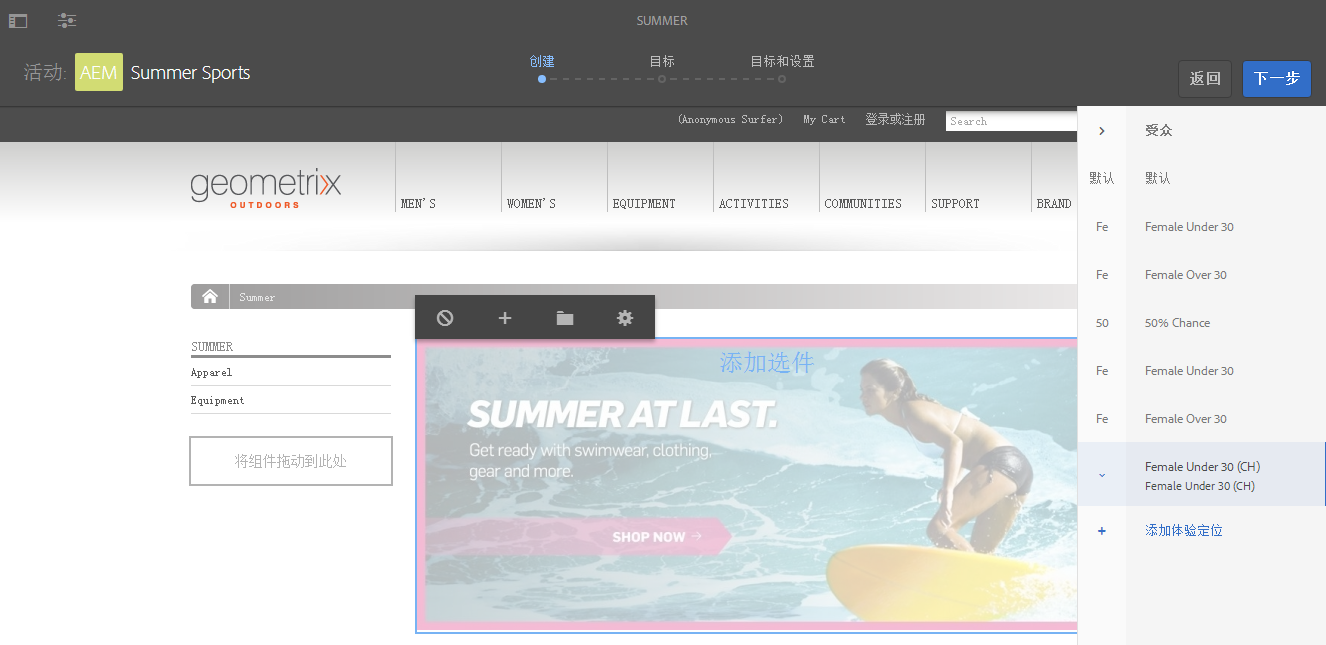 SUMMER
活动: AEM Summer Sports
创建 目标 目标和设置
返回 下一步
(Anonymous Surfer) My Cart 登录或注册 Search
geometrixx
OUTDOORS
MEN'S WOMEN'S EQUIPMENT ACTIVITIES COMMUNITIES SUPPORT BRAND
Summer
SUMMER
Apparel
Equipment
将组件拖动到此处
添加选件
SUMMER AT LAST.
Get ready with swimwear, clothing,
gear and more.
SHOP NOW →
受众
默认 默认
Fe Female Under 30
Fe Female Over 30
50 50% Chance
Fe Female Under 30
Fe Female Over 30
Female Under 30 (CH)
Female Under 30 (CH)
+ 添加体验定位